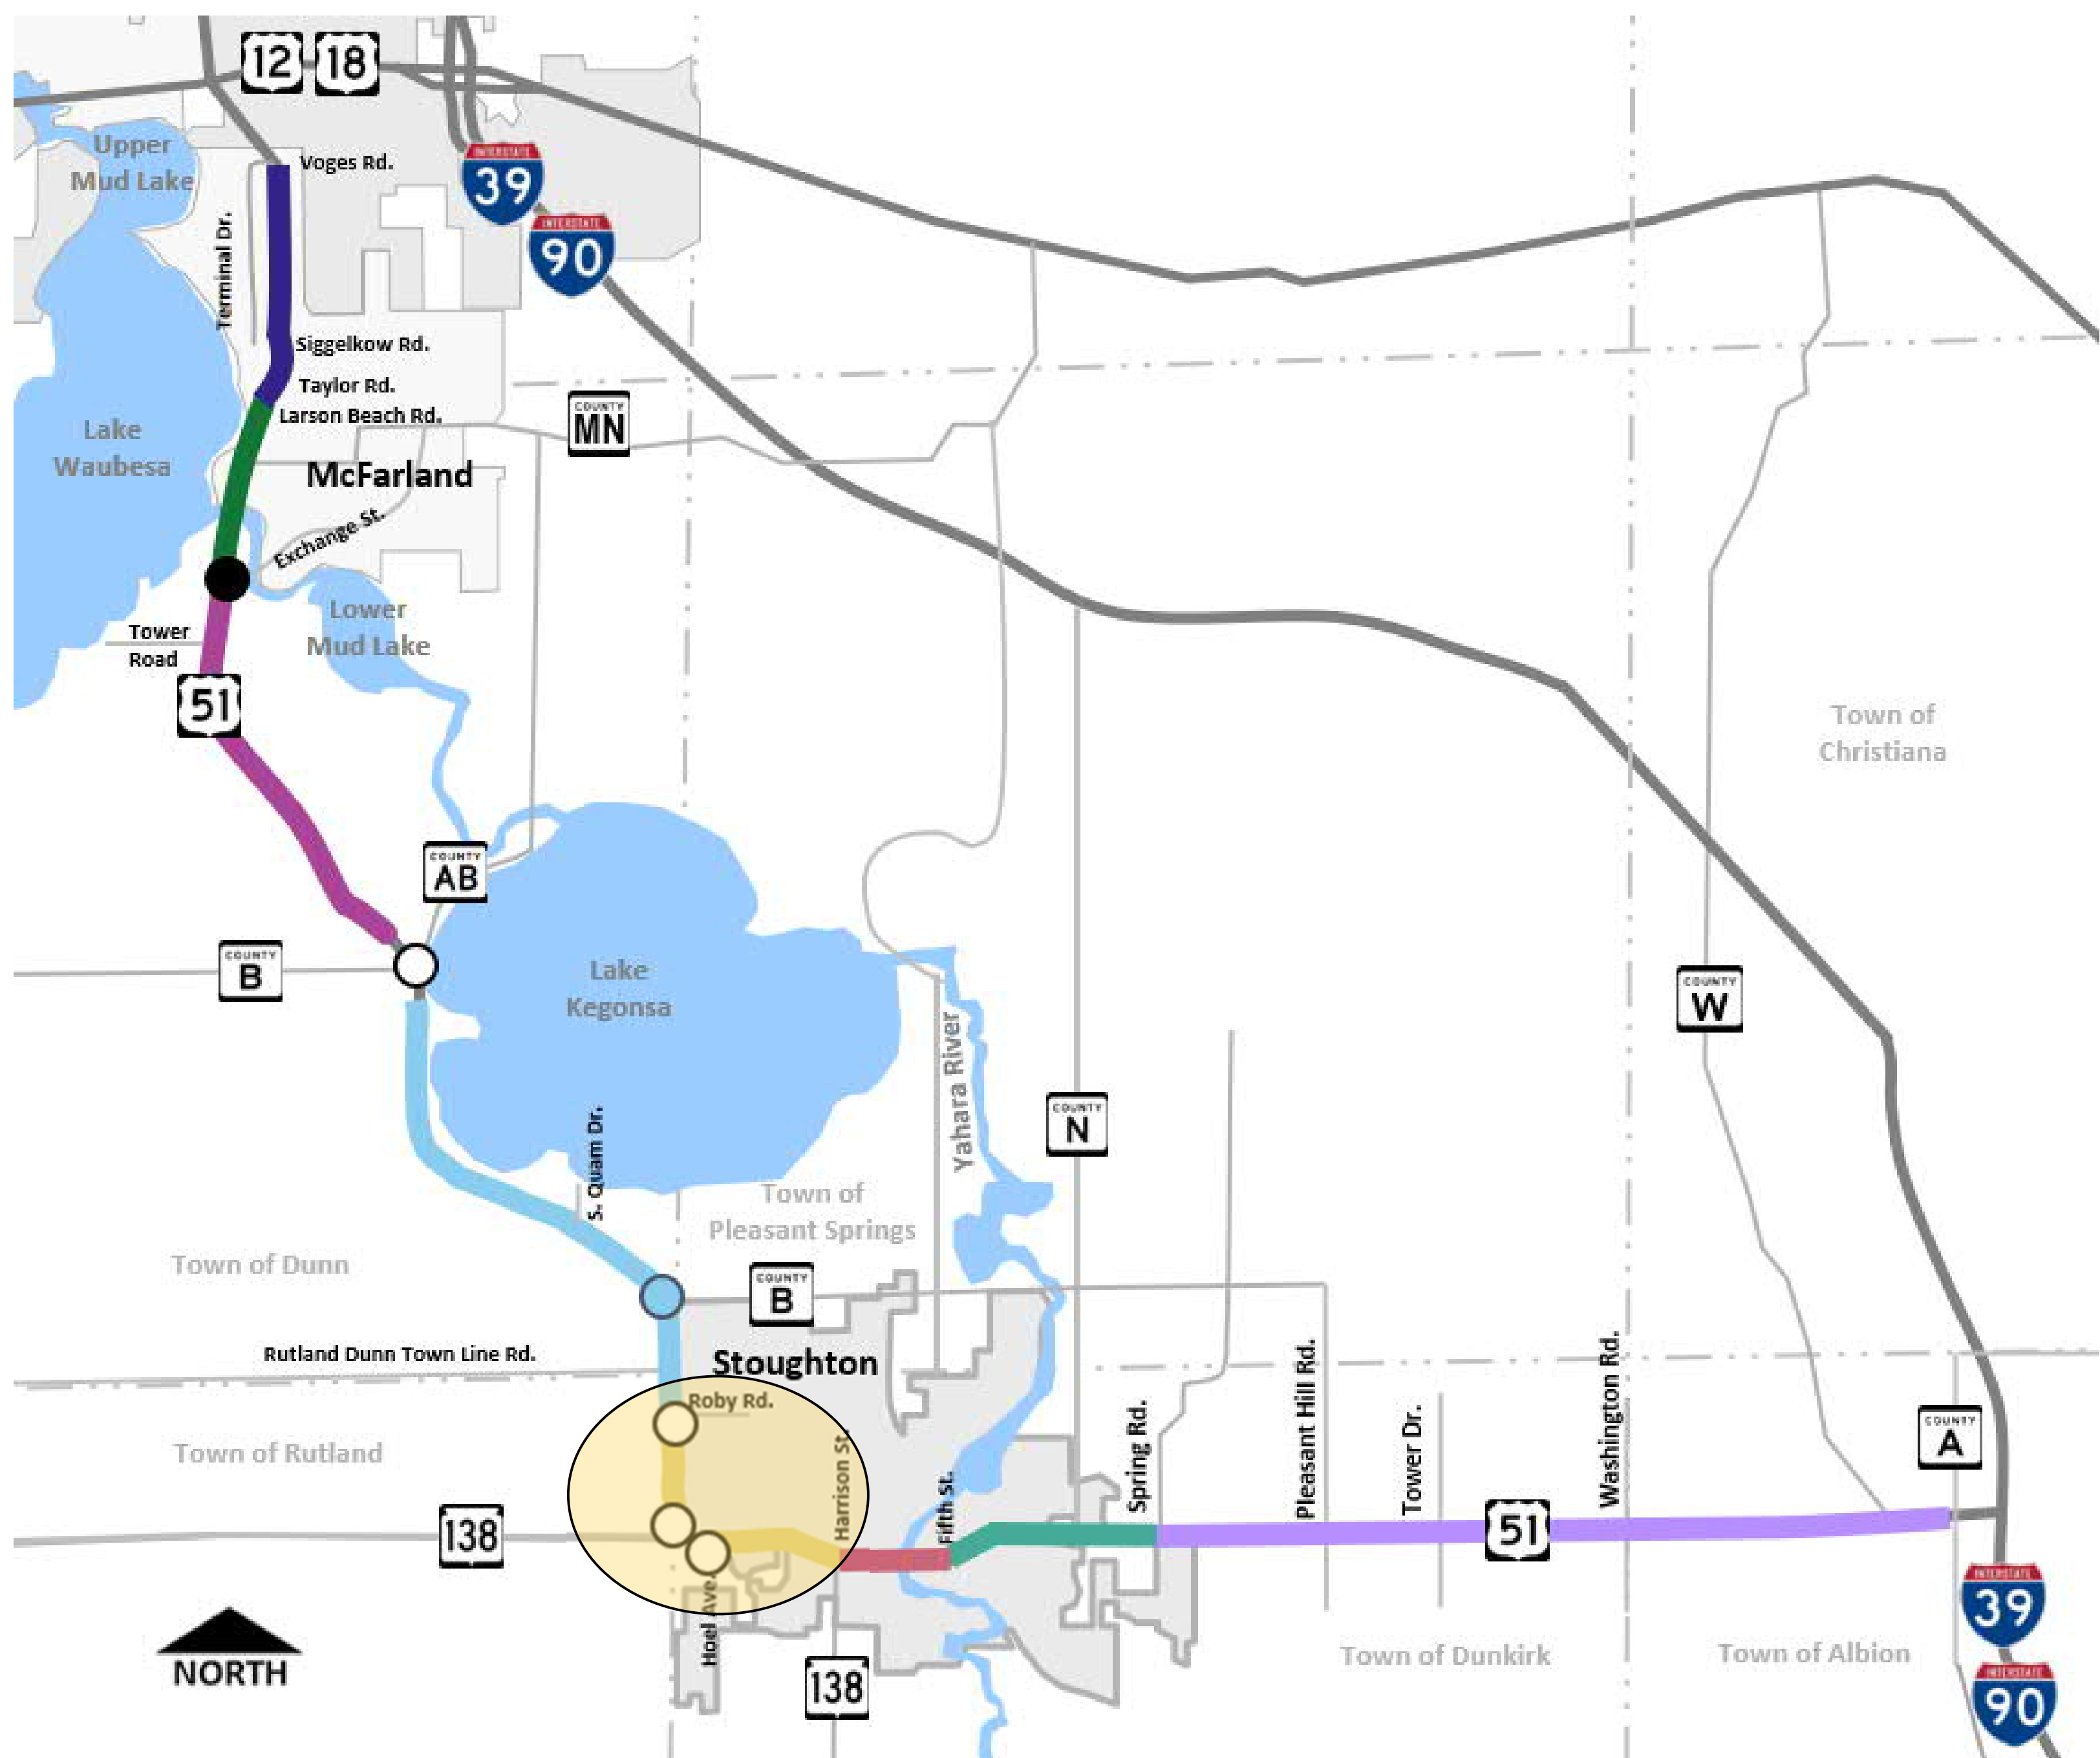 12 18
Upper
Mud Lake
Voges Rd.
INTERSTATE
39
INTERSTATE
90
Terminal Dr.
Siggelkow Rd.
Taylor Rd.
Larson Beach Rd.
COUNTY
MN
Lake
Waubesa
McFarland
Exchange St.
Lower
Mud Lake
Tower
Road
51
Town of
Christiana
COUNTY
AB
COUNTY
B
Lake
Kegonsa
COUNTY
W
Yahara River
COUNTY
N
S. Quam Dr.
Town of
Pleasant Springs
Town of Dunn
COUNTY
B
Rutland Dunn Town Line Rd.
Stoughton
Roby Rd.
Town of Rutland
Harrison St.
Fifth St.
Spring Rd.
Pleasant Hill Rd.
Tower Dr.
Washington Rd.
COUNTY
A
138
51
Hoel Ave.
INTERSTATE
39
NORTH
138
Town of Dunkirk
Town of Albion
INTERSTATE
90